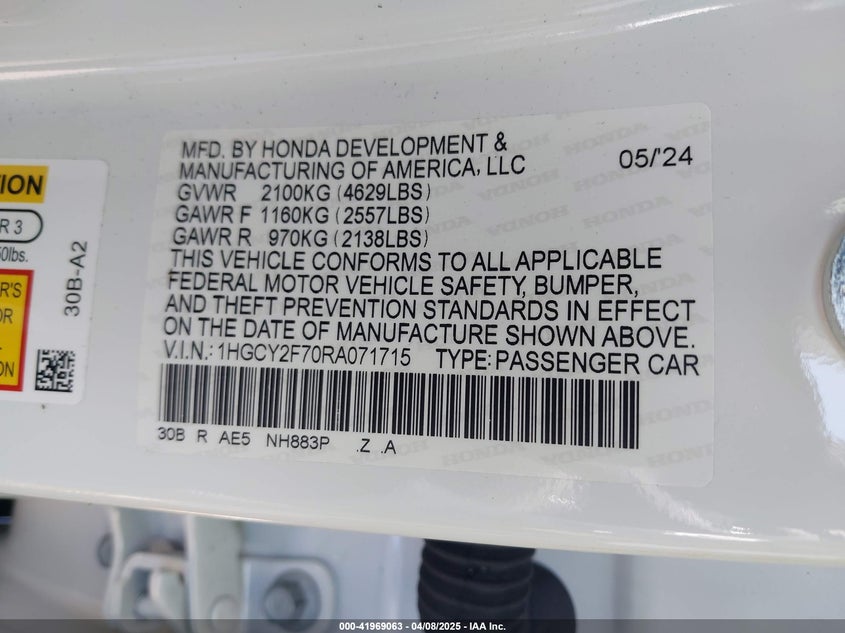 MFD. BY HONDA DEVELOPMENT &
MANUFACTURING OF AMERICA, LLC
05/'24
GVWR 2100KG (4629LBS)
GAWR F 1160KG (2557LBS)
GAWR R 970KG (2138LBS)
THIS VEHICLE CONFORMS TO ALL APPLICABLE
FEDERAL MOTOR VEHICLE SAFETY, BUMPER,
AND THEFT PREVENTION STANDARDS IN EFFECT
ON THE DATE OF MANUFACTURE SHOWN ABOVE.
V.I.N.: 1HGCY2F70RA071715 TYPE: PASSENGER CAR
30B R AE5 NH883P .Z .A
R 3
30B-A2
000-41969063 - 04/08/2025 - IAA Inc.